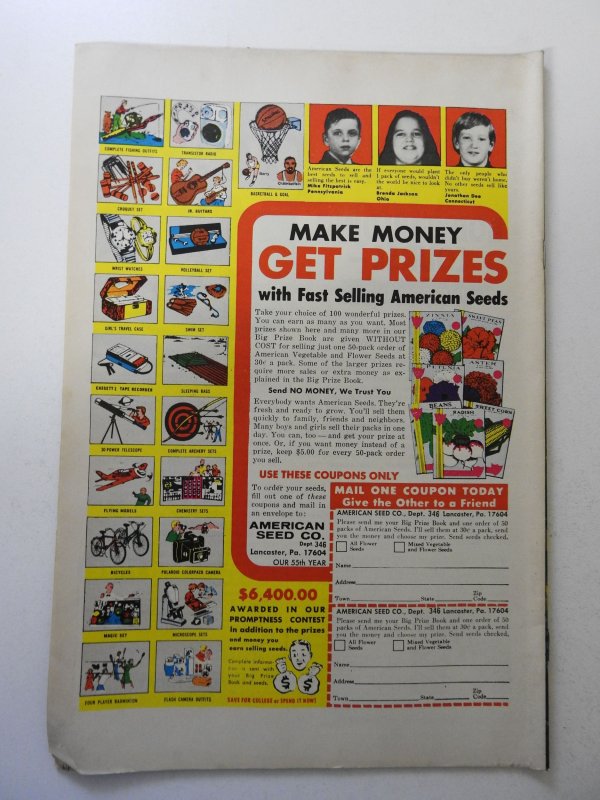 COMPLETE FISHING OUTFITS
TRANSISTOR RADIO
CROQUET SET
JR. GUITARS
BASKETBALL & GOAL
WRIST WATCHES
VOLLEYBALL SET
GIRL'S TRAVEL CASE
SWIM SET
CASSETTE TAPE RECORDER
SLEEPING BAGS
30 POWER TELESCOPE
COMPLETE ARCHERY SETS
FLYING MODELS
CHEMISTRY SETS
BICYCLES
POLAROID COLORPACK CAMERA
MAGIC SET
MICROSCOPE SETS
FOUR PLAYER BADMINTON
FLASH CAMERA OUTFITS
American Seeds are the
best seeds to sell and
selling the best is easy.
Mike Fitzpatrick
Pennsylvania
If everyone would plant
1 pack of seeds, wouldn't
the world be nice to look
at.
Brenda Jackson
Ohio
The only people who
didn't buy weren't home.
No other seeds sell like
yours.
Jonathan Dee
Connecticut
MAKE MONEY
GET PRIZES
with Fast Selling American Seeds
Take your choice of 100 wonderful prizes.
You can earn as many as you want. Most
prizes shown here and many more in our
Big Prize Book are given WITHOUT
COST for selling just one 50-pack order of
American Vegetable and Flower Seeds at
30¢ a pack. Some of the larger prizes re-
quire more sales or extra money as ex-
plained in the Big Prize Book.
Send NO MONEY, We Trust You
Everybody wants American Seeds. They're
fresh and ready to grow. You'll sell them
quickly to family, friends and neighbors.
Many boys and girls sell their packs in one
day. You can, too — and get your prize at
once. Or, if you want money instead of a
prize, keep $5.00 for every 50-pack order
you sell.
ZINNIA
SWEET PEAS
PETUNIA
ASTER
BEANS
RADISH
SWEET CORN
USE THESE COUPONS ONLY
To order your seeds,
fill out one of these
coupons and mail in
an envelope to:
AMERICAN
SEED CO.
Dept 346
Lancaster, Pa. 17604
OUR 55th YEAR
MAIL ONE COUPON TODAY
Give the Other to a Friend
AMERICAN SEED CO., Dept. 346 Lancaster, Pa. 17604
Please send me your Big Prize Book and one order of 50
packs of American Seeds. I'll sell them at 30¢ a pack, send
you the money and choose my prize. Send seeds checked.
All Flower
Seeds
Mixed Vegetable
and Flower Seeds
Name
Address
Town State Zip Code
AMERICAN SEED CO., Dept. 346 Lancaster, Pa. 17604
Please send me your Big Prize Book and one order of 50
packs of American Seeds. I'll sell them at 30¢ a pack, send
you the money and choose my prize. Send seeds checked.
All Flower
Seeds
Mixed Vegetable
and Flower Seeds
Name
Address
Town State Zip Code
$6,400.00
AWARDED IN OUR
PROMPTNESS CONTEST
In addition to the prizes
and money you
earn selling seeds.
Complete informa-
tion is sent with
your Big Prize
Book and seeds.
$ $
SAVE FOR COLLEGE or SPEND IT NOW!